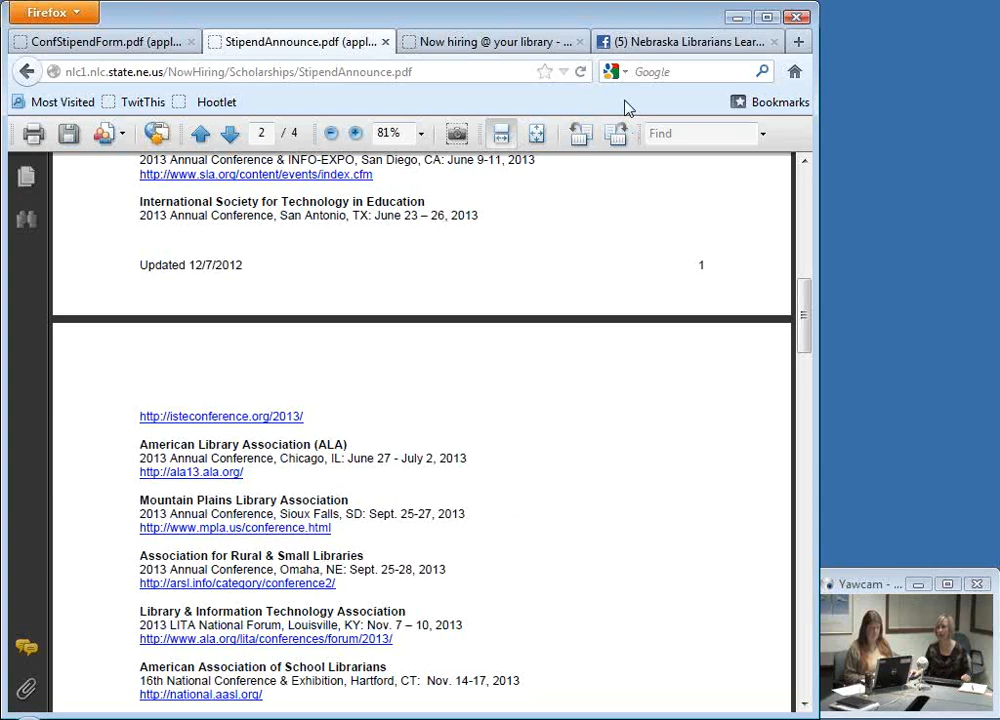 Firefox
ConfStipendForm.pdf (appl...
StipendAnnounce.pdf (appl...
Now hiring @ your library - ...
(5) Nebraska Librarians Lear...
nlc1.nlc.state.ne.us/NowHiring/Scholarships/StipendAnnounce.pdf
Google
Most Visited
TwitThis
Hootlet
Bookmarks
2 / 4
81%
Find
2013 Annual Conference & INFO-EXPO, San Diego, CA: June 9-11, 2013
http://www.sla.org/content/events/index.cfm
International Society for Technology in Education
2013 Annual Conference, San Antonio, TX: June 23 – 26, 2013
Updated 12/7/2012
1
http://isteconference.org/2013/
American Library Association (ALA)
2013 Annual Conference, Chicago, IL: June 27 - July 2, 2013
http://ala13.ala.org/
Mountain Plains Library Association
2013 Annual Conference, Sioux Falls, SD: Sept. 25-27, 2013
http://www.mpla.us/conference.html
Association for Rural & Small Libraries
2013 Annual Conference, Omaha, NE: Sept. 25-28, 2013
http://arsl.info/category/conference2/
Library & Information Technology Association
2013 LITA National Forum, Louisville, KY: Nov. 7 – 10, 2013
http://www.ala.org/lita/conferences/forum/2013/
American Association of School Librarians
16th National Conference & Exhibition, Hartford, CT: Nov. 14-17, 2013
http://national.aasl.org/
Yawcam - ...